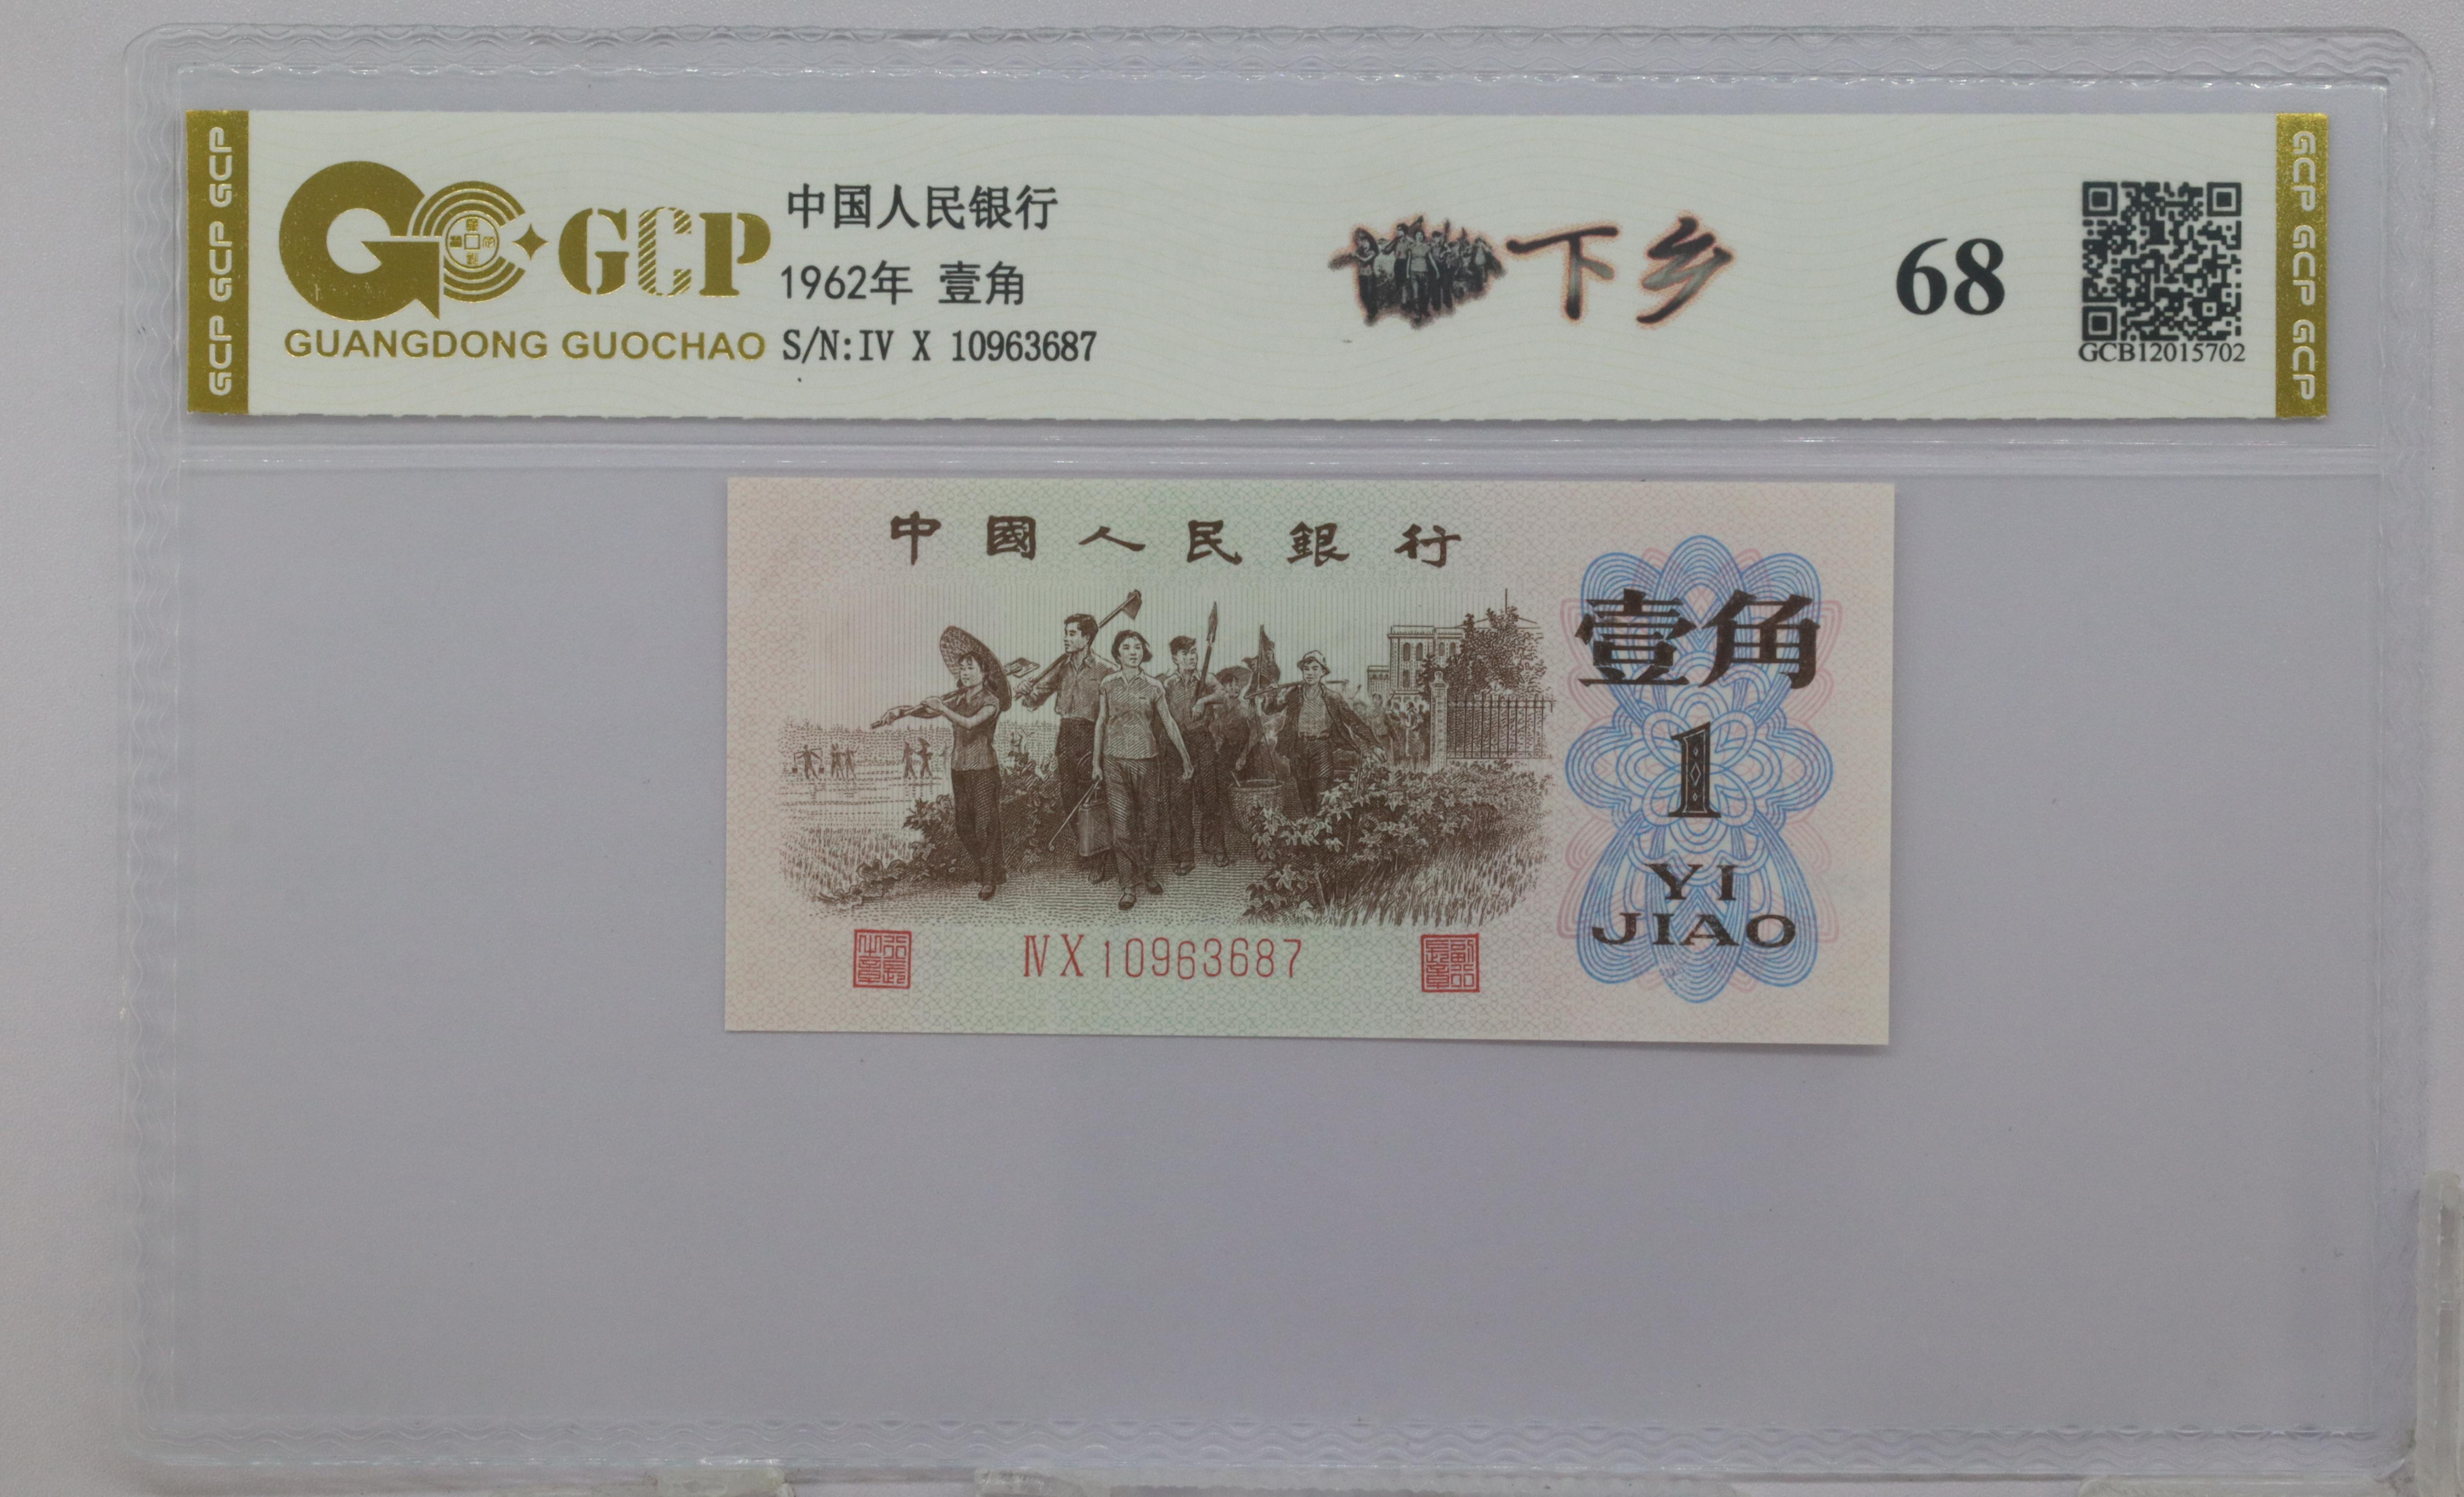 GCP GCP GCP
GCP
GUANGDONG GUOCHAO
中国人民银行
1962年 壹角
S/N:IV X 10963687
下乡
68
GCB12015702
GCP GCP GCP
中國人民銀行
壹角
1
YI
JIAO
ⅣX10963687